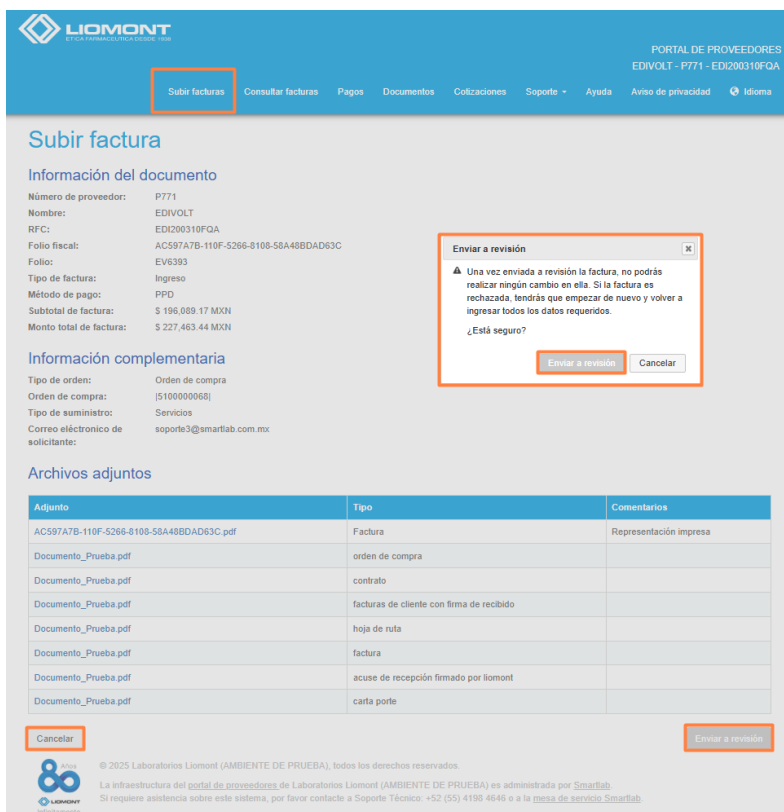 LIOMONT
ETICA FARMACEUTICA DESDE 1938
PORTAL DE PROVEEDORES
EDIVOLT - P771 - EDI200310FQA
Subir facturas Consultar facturas Pagos Documentos Cotizaciones Soporte Ayuda Aviso de privacidad Idioma
Subir factura
Información del documento
Número de proveedor: P771
Nombre: EDIVOLT
RFC: EDI200310FQA
Folio fiscal: AC597A7B-110F-5266-8108-58A48BDAD63C
Folio: EV6393
Tipo de factura: Ingreso
Método de pago: PPD
Subtotal de factura: $ 196,089.17 MXN
Monto total de factura: $ 227,463.44 MXN
Enviar a revisión
Una vez enviada a revisión la factura, no podrás
realizar ningún cambio en ella. Si la factura es
rechazada, tendrás que empezar de nuevo y volver a
ingresar todos los datos requeridos.
¿Está seguro?
Enviar a revisión Cancelar
Información complementaria
Tipo de orden: Orden de compra
Orden de compra: |5100000068|
Tipo de suministro: Servicios
Correo eléctronico de soporte3@smartlab.com.mx
solicitante:
Archivos adjuntos
Adjunto Tipo Comentarios
AC597A7B-110F-5266-8108-58A48BDAD63C.pdf Factura Representación impresa
Documento_Prueba.pdf orden de compra
Documento_Prueba.pdf contrato
Documento_Prueba.pdf facturas de cliente con firma de recibido
Documento_Prueba.pdf hoja de ruta
Documento_Prueba.pdf factura
Documento_Prueba.pdf acuse de recepción firmado por liomont
Documento_Prueba.pdf carta porte
Cancelar Enviar a revisión
80 Años
LIOMONT
© 2025 Laboratorios Liomont (AMBIENTE DE PRUEBA), todos los derechos reservados.
La infraestructura del portal de proveedores de Laboratorios Liomont (AMBIENTE DE PRUEBA) es administrada por Smartlab.
Si requiere asistencia sobre este sistema, por favor contacte a Soporte Técnico: +52 (55) 4198 4646 o a la mesa de servicio Smartlab.